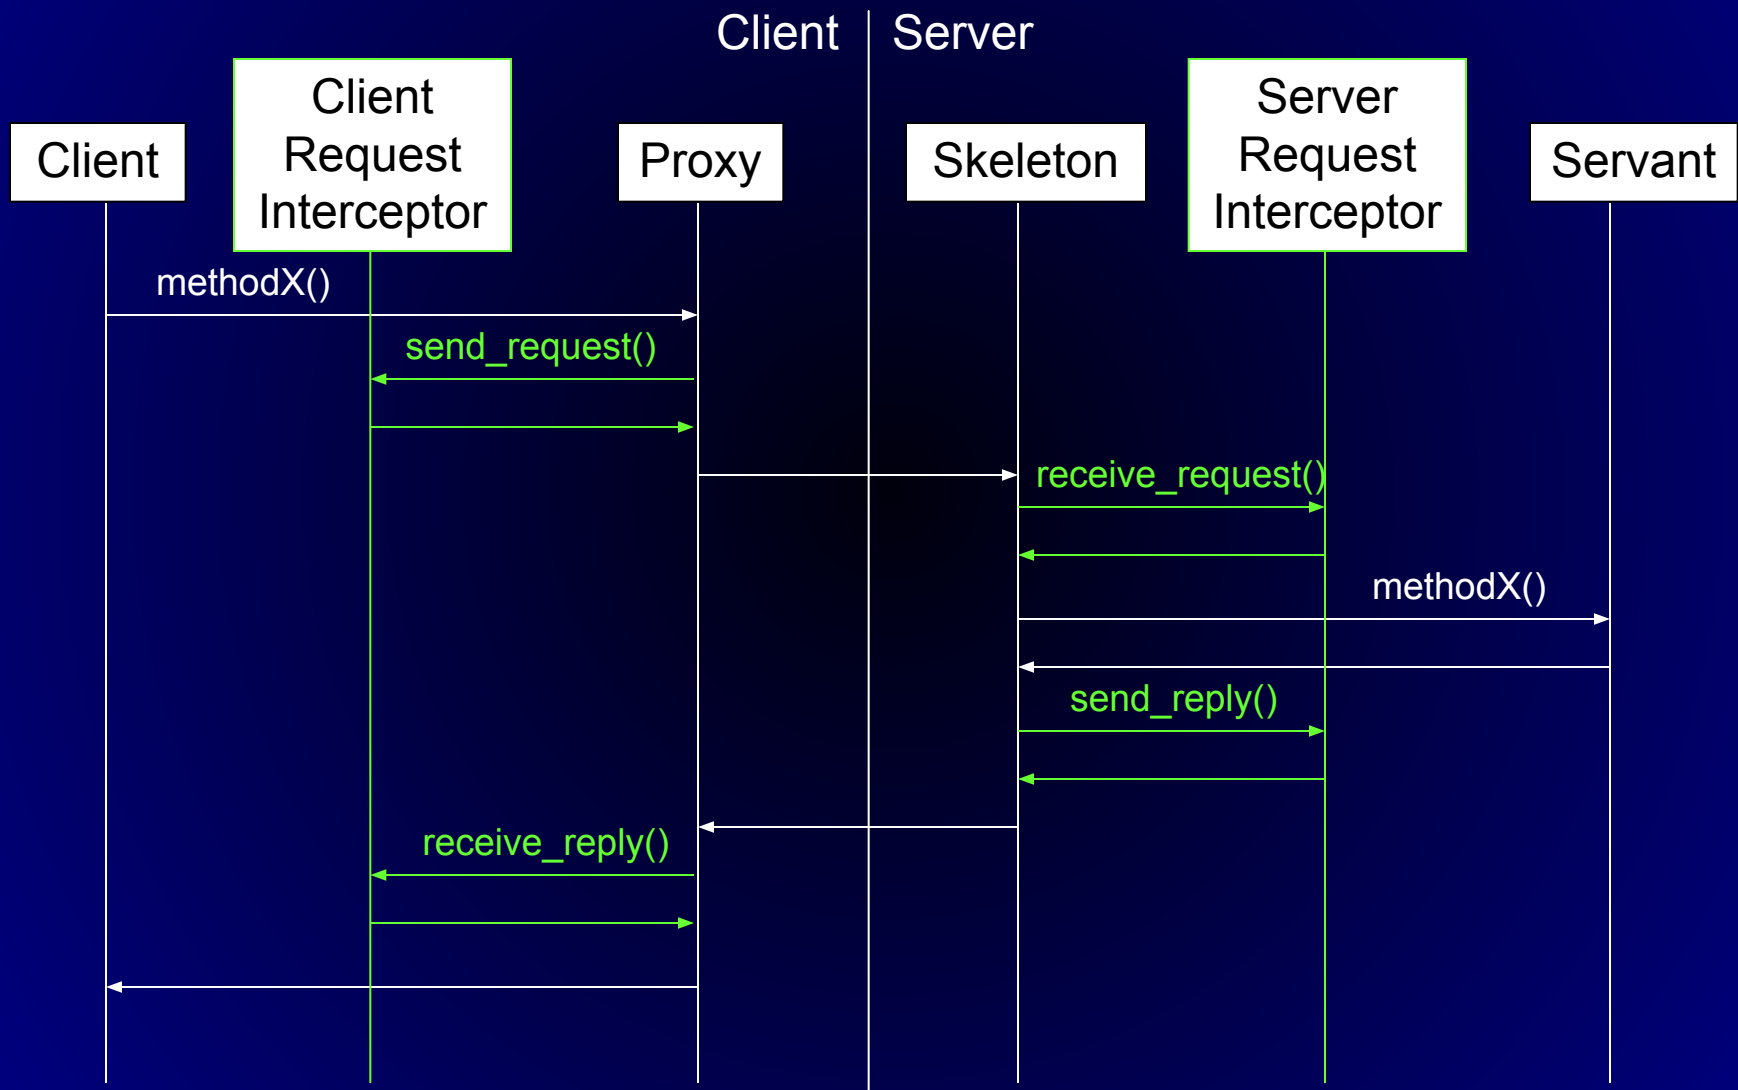 Client
Server
Client
Client
Request
Interceptor
Proxy
Skeleton
Server
Request
Interceptor
Servant
methodX()
send_request()
receive_request()
methodX()
send_reply()
receive_reply()